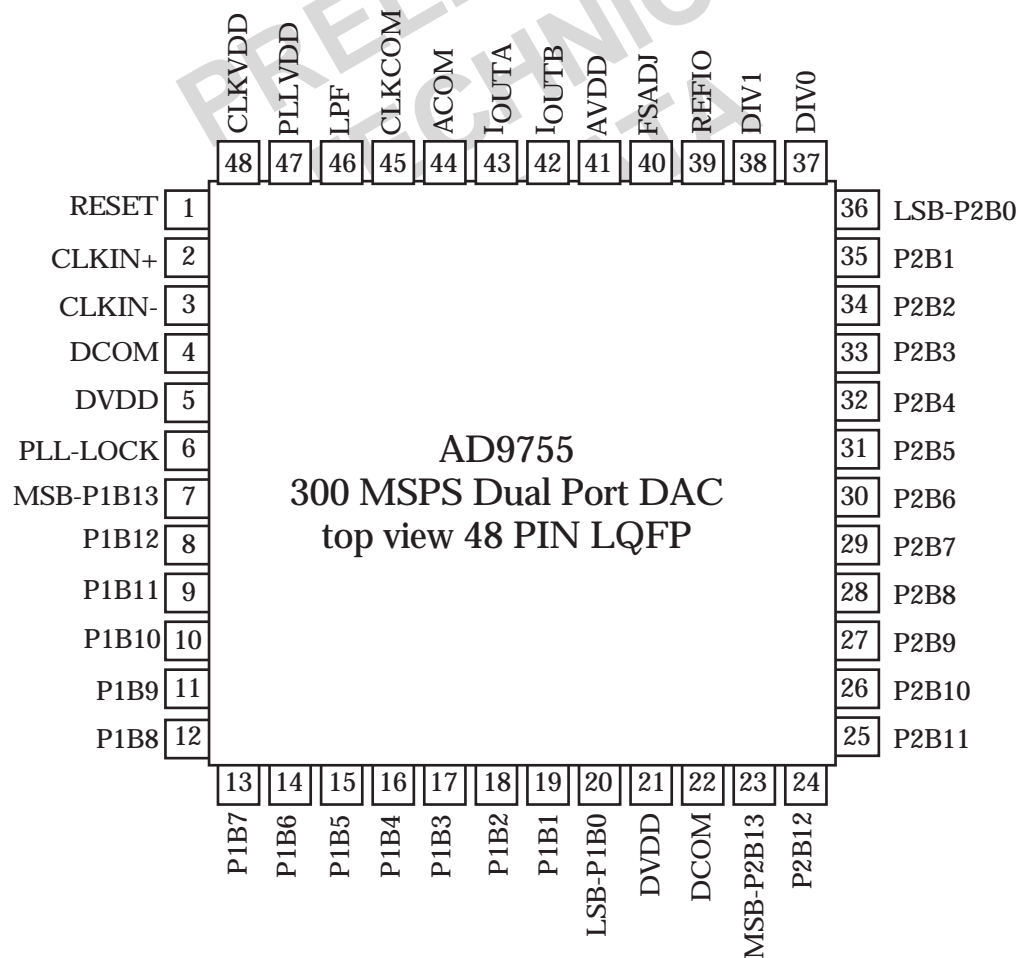 PRELI
TECHNIC
ATA
CLKVDD
PLLVDD
LPF
CLKCOM
ACOM
IOUTA
IOUTB
AVDD
FSADJ
REFIO
DIV1
DIV0
48 47 46 45 44 43 42 41 40 39 38 37
RESET 1
CLKIN+ 2
CLKIN- 3
DCOM 4
DVDD 5
PLL-LOCK 6
MSB-P1B13 7
P1B12 8
P1B11 9
P1B10 10
P1B9 11
P1B8 12
AD9755
300 MSPS Dual Port DAC
top view 48 PIN LQFP
36 LSB-P2B0
35 P2B1
34 P2B2
33 P2B3
32 P2B4
31 P2B5
30 P2B6
29 P2B7
28 P2B8
27 P2B9
26 P2B10
25 P2B11
13 14 15 16 17 18 19 20 21 22 23 24
P1B7
P1B6
P1B5
P1B4
P1B3
P1B2
P1B1
LSB-P1B0
DVDD
DCOM
MSB-P2B13
P2B12